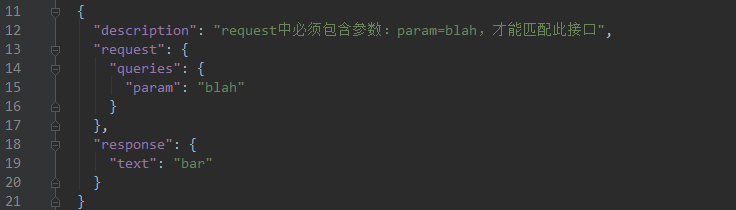 11 {
12 "description": "request中必须包含参数：param=blah，才能匹配此接口",
13 "request": {
14 "queries": {
15 "param": "blah"
16 }
17 },
18 "response": {
19 "text": "bar"
20 }
21 }